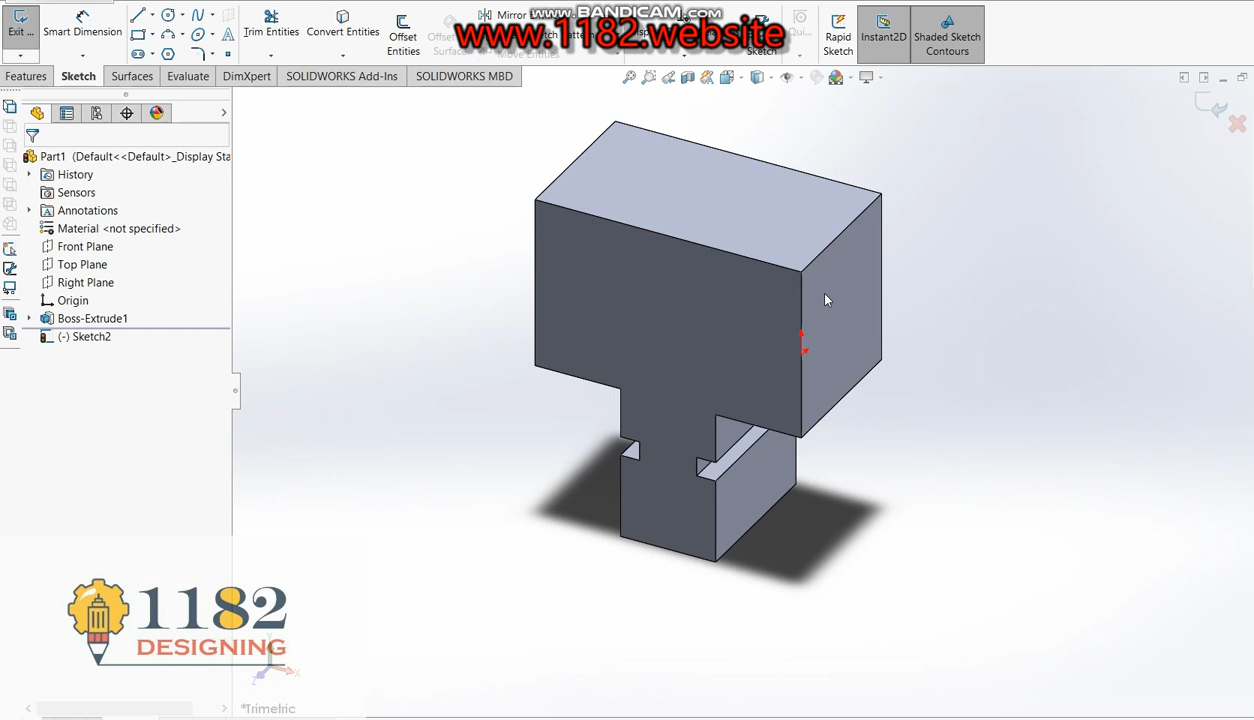 www.BANDICAM.com
www.1182.website
Exit ...
Smart Dimension
Trim Entities
Convert Entities
Offset Entities
Mirror
Move Entities
Rapid Sketch
Instant2D
Shaded Sketch Contours
Features
Sketch
Surfaces
Evaluate
DimXpert
SOLIDWORKS Add-Ins
SOLIDWORKS MBD
Part1 (Default<<Default>_Display Sta
History
Sensors
Annotations
Material <not specified>
Front Plane
Top Plane
Right Plane
Origin
Boss-Extrude1
(-) Sketch2
1182
DESIGNING
*Trimetric